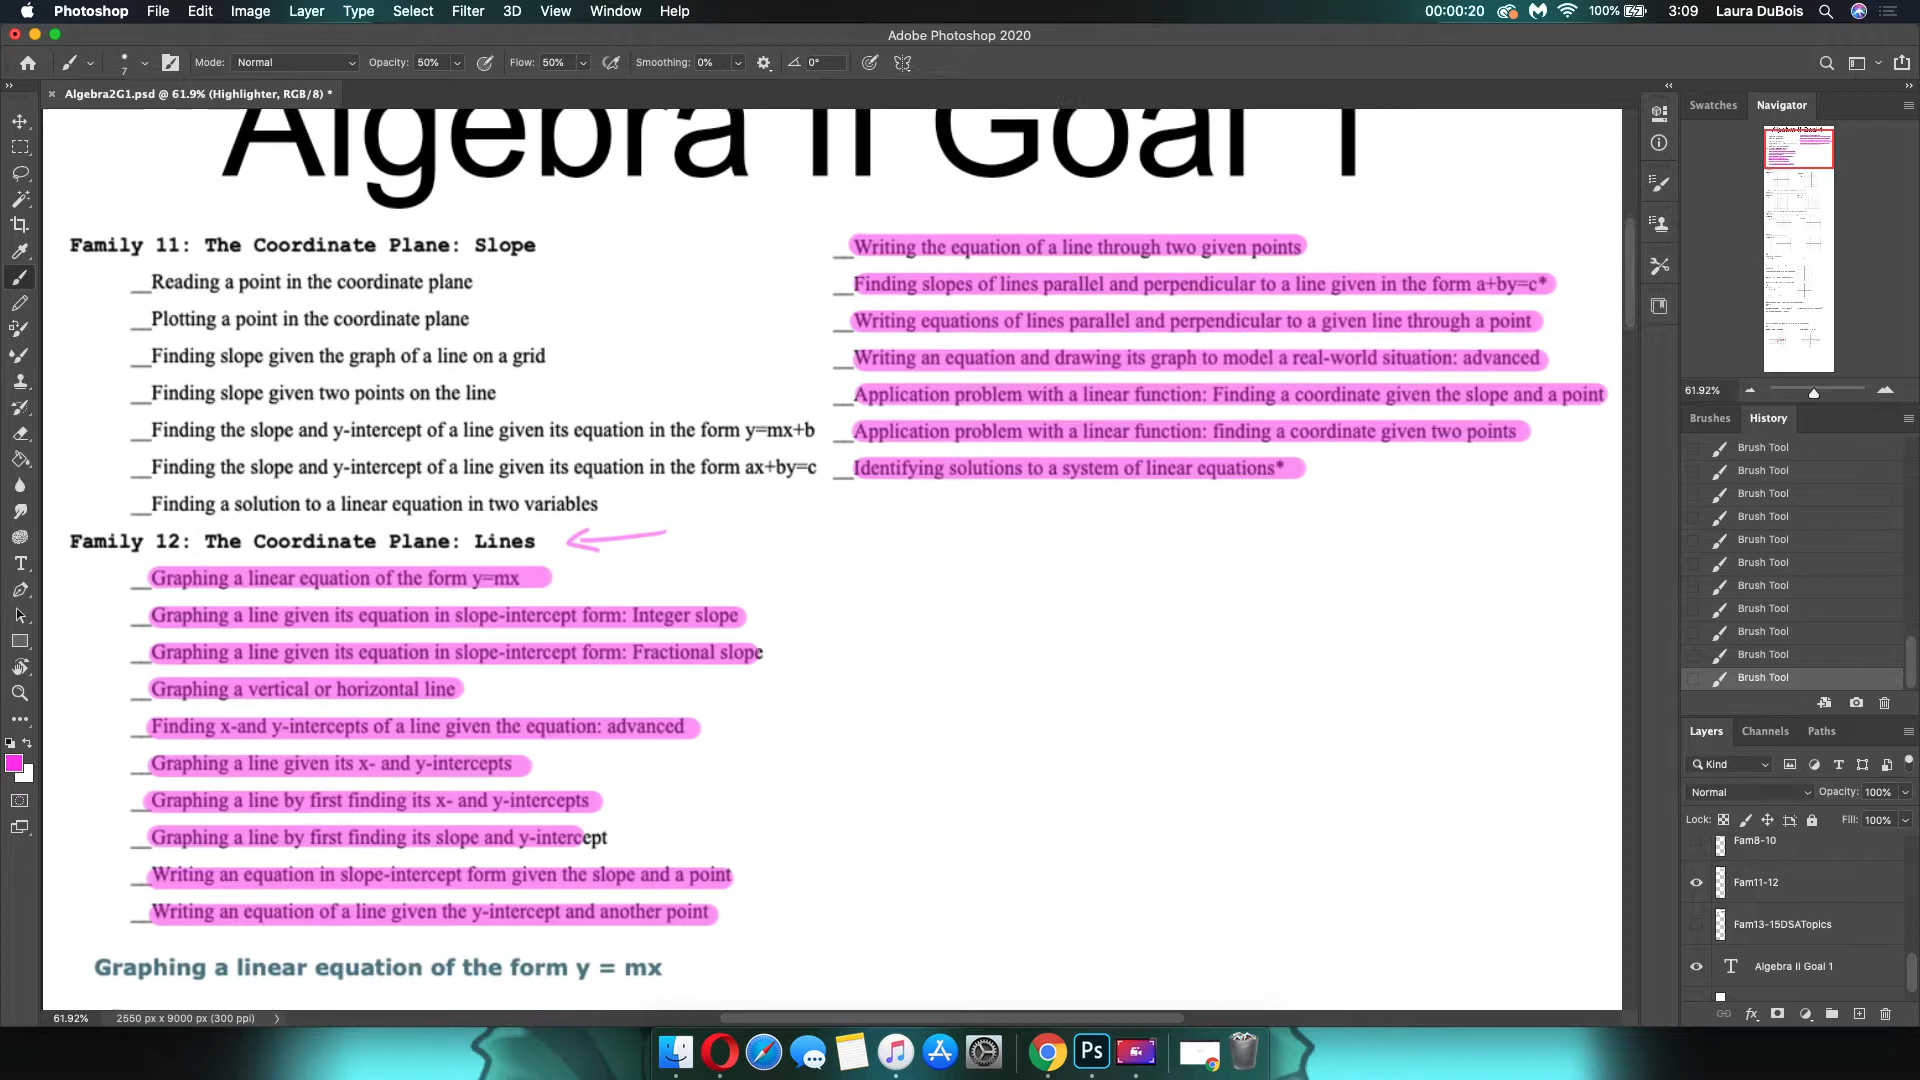 Photoshop File Edit Image Layer Type Select Filter 3D View Window Help 00:00:20 100% 3:09 Laura DuBois
Adobe Photoshop 2020
7 Mode: Normal Opacity: 50% Flow: 50% Smoothing: 0% 0°
Algebra2G1.psd @ 61.9% (Highlighter, RGB/8) *
Algebra II Goal 1
Family 11: The Coordinate Plane: Slope
__Reading a point in the coordinate plane
__Plotting a point in the coordinate plane
__Finding slope given the graph of a line on a grid
__Finding slope given two points on the line
__Finding the slope and y-intercept of a line given its equation in the form y=mx+b
__Finding the slope and y-intercept of a line given its equation in the form ax+by=c
__Finding a solution to a linear equation in two variables
Family 12: The Coordinate Plane: Lines
__Graphing a linear equation of the form y=mx
__Graphing a line given its equation in slope-intercept form: Integer slope
__Graphing a line given its equation in slope-intercept form: Fractional slope
__Graphing a vertical or horizontal line
__Finding x-and y-intercepts of a line given the equation: advanced
__Graphing a line given its x- and y-intercepts
__Graphing a line by first finding its x- and y-intercepts
__Graphing a line by first finding its slope and y-intercept
__Writing an equation in slope-intercept form given the slope and a point
__Writing an equation of a line given the y-intercept and another point
__Writing the equation of a line through two given points
__Finding slopes of lines parallel and perpendicular to a line given in the form a+by=c*
__Writing equations of lines parallel and perpendicular to a given line through a point
__Writing an equation and drawing its graph to model a real-world situation: advanced
__Application problem with a linear function: Finding a coordinate given the slope and a point
__Application problem with a linear function: finding a coordinate given two points
__Identifying solutions to a system of linear equations*
Graphing a linear equation of the form y = mx
61.92% 2550 px x 9000 px (300 ppi)
Swatches Navigator
61.92%
Brushes History
Brush Tool
Brush Tool
Brush Tool
Brush Tool
Brush Tool
Brush Tool
Brush Tool
Brush Tool
Brush Tool
Brush Tool
Brush Tool
Layers Channels Paths
Kind
Normal Opacity: 100%
Lock: Fill: 100%
Fam8-10
Fam11-12
Fam13-15DSATopics
T Algebra II Goal 1
fx
Ps